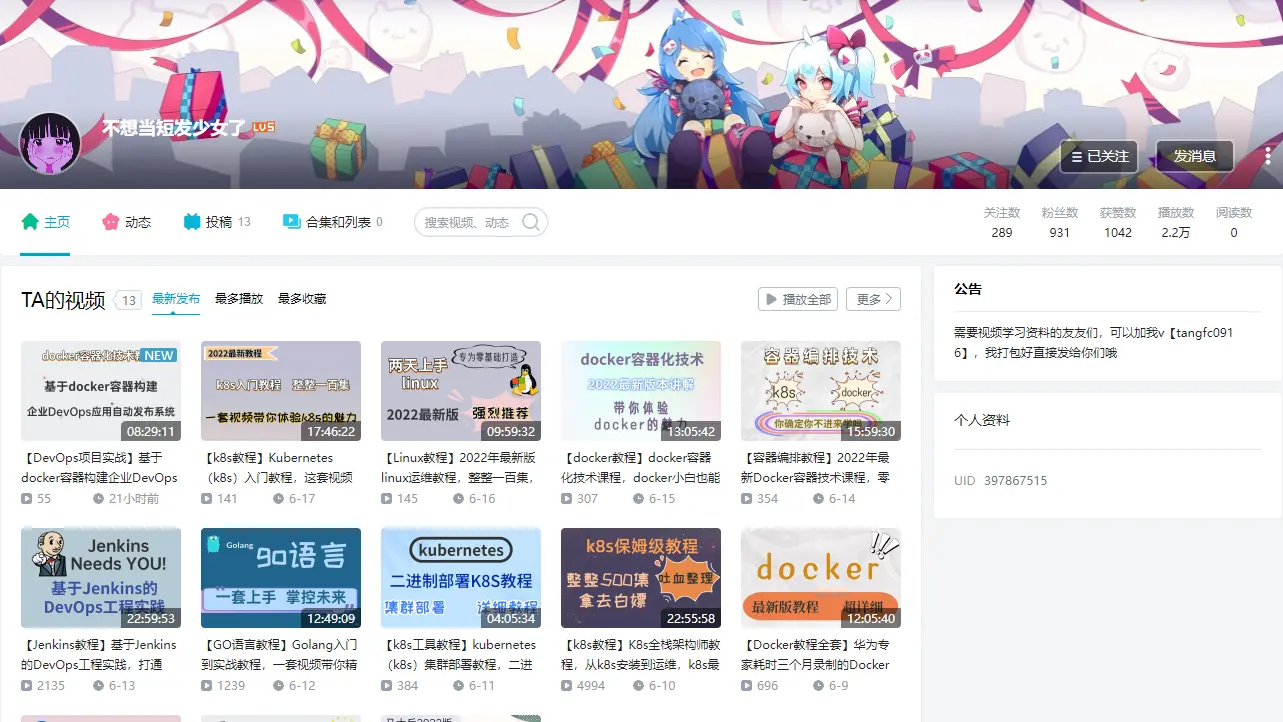 不想当短发少女了 LV5
已关注 发消息
主页 动态 投稿 13 合集和列表 0 搜索视频、动态
关注数 粉丝数 获赞数 播放数 阅读数
289 931 1042 2.2万 0
TA的视频 13 最新发布 最多播放 最多收藏 播放全部 更多
NEW
基于docker容器构建
企业DevOps应用自动发布系统
08:29:11
【DevOps项目实战】基于
docker容器构建企业DevOps
55 21小时前
2022最新教程
k8s入门教程 整整一百集
一套视频带你体验k8s的魅力
17:46:22
【k8s教程】Kubernetes
（k8s）入门教程，这套视频
141 6-17
两天上手
linux
专为零基础打造
2022最新版 强烈推荐
09:59:32
【Linux教程】2022年最新版
linux运维教程，整整一百集，
145 6-16
docker容器化技术
2022最新版本讲解
带你体验
docker的魅力
13:05:42
【docker教程】docker容器
化技术课程，docker小白也能
307 6-15
容器编排技术
k8s docker
你确定你不进来学吗
15:59:30
【容器编排教程】2022年最
新Docker容器技术课程，零
354 6-14
Jenkins
Needs YOU!
基于Jenkins的
DevOps工程实践
22:59:53
【Jenkins教程】基于Jenkins
的DevOps工程实践，打通
2135 6-13
Golang go语言
一套上手 掌控未来
12:49:09
【GO语言教程】Golang入门
到实战教程，一套视频带你精
1239 6-12
kubernetes
二进制部署K8S教程
集群部署 详细教程
04:05:34
【k8s工具教程】kubernetes
（k8s）集群部署教程，二进
384 6-11
k8s保姆级教程
整整500集 吐血整理
拿去白嫖
22:55:58
【k8s教程】K8s全栈架构师教
程，从k8s安装到运维，k8s最
4994 6-10
docker
最新版教程 超详细
12:05:40
【Docker教程全套】华为专
家耗时三个月录制的Docker
696 6-9
公告
需要视频学习资料的友友们，可以加我v【tangfc091
6】，我打包好直接发给你们哦
个人资料
UID 397867515